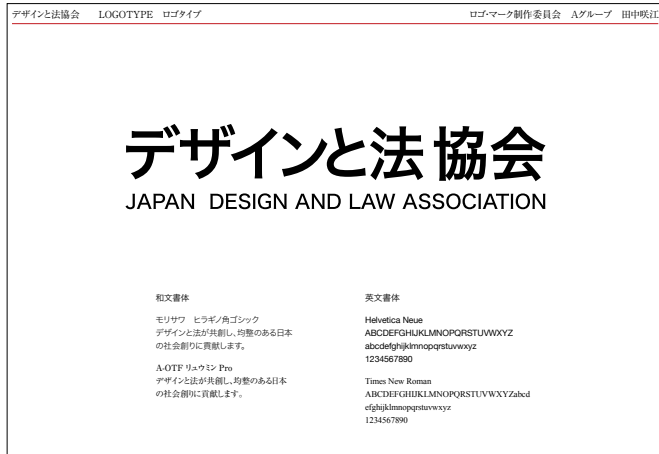 デザインと法協会　LOGOTYPE　ロゴタイプ
ロゴ・マーク制作委員会　Aグループ　田中咲江
デザインと法 協会
JAPAN DESIGN AND LAW ASSOCIATION
和文書体
モリサワ　ヒラギノ角ゴシック
デザインと法が共創し、均整のある日本
の社会創りに貢献します。
A-OTF リュウミン Pro
デザインと法が共創し、均整のある日本
の社会創りに貢献します。
英文書体
Helvetica Neue
ABCDEFGHIJKLMNOPQRSTUVWXYZ
abcdefghijkmnopqrstuvwxyz
1234567890
Times New Roman
ABCDEFGHIJKLMNOPQRSTUVWXYZabcd
efghijklmnopqrstuvwxyz
1234567890